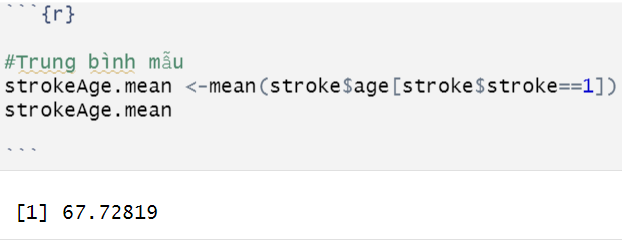 ```{r}
#Trung bình mẫu
strokeAge.mean <-mean(stroke$age[stroke$stroke==1])
strokeAge.mean
```
[1] 67.72819